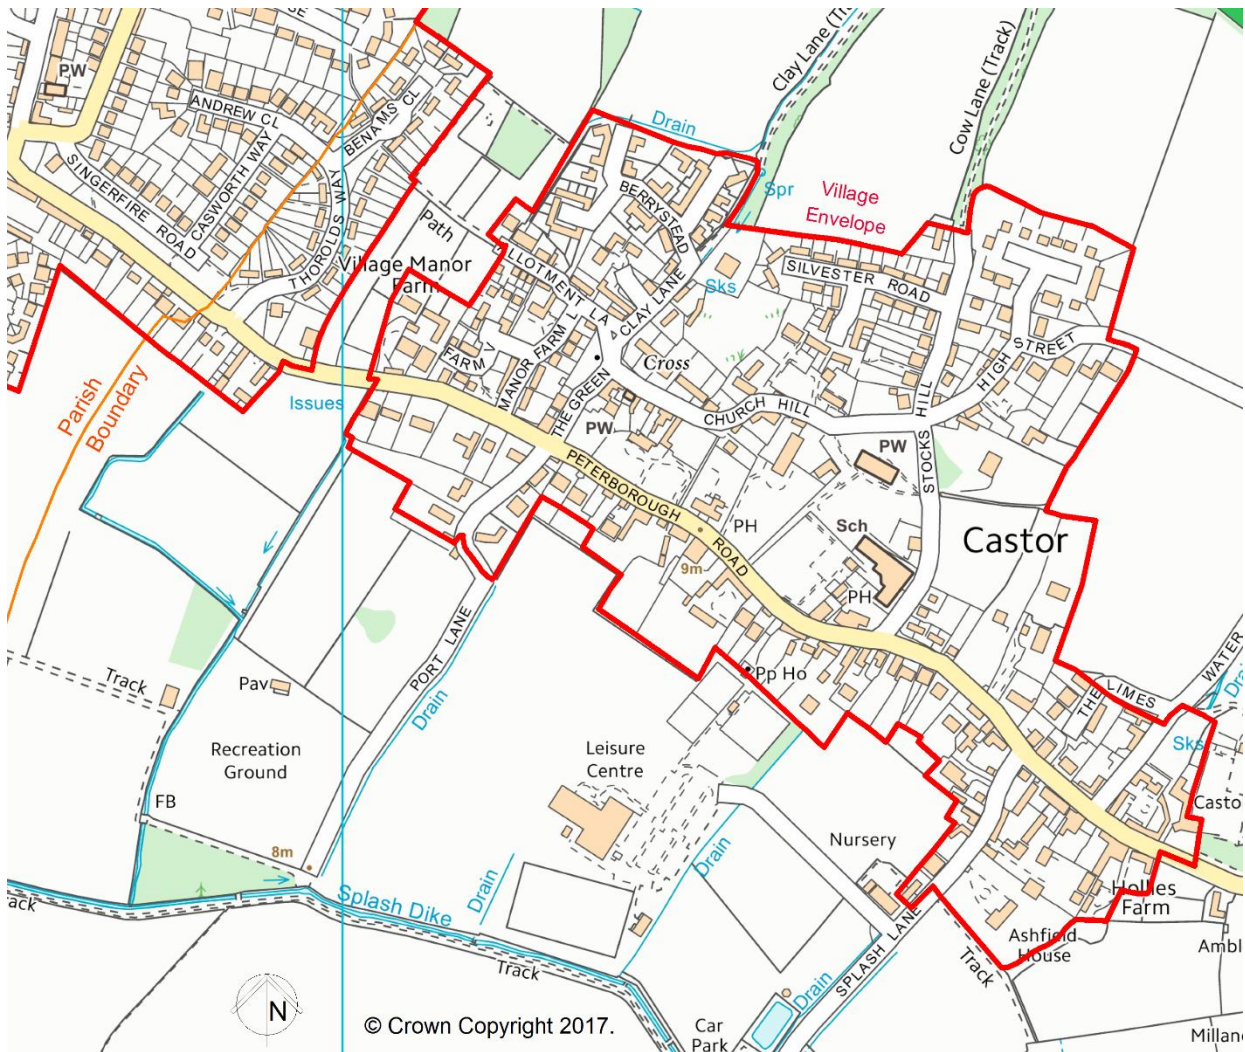 PW
ANDREW CL
BENAMS CL
CASWORTH WAY
SINGERFIRE
ROAD
THOROLDS WAY
Path
Village Manor
Farm
Drain
Clay Lane
Cow Lane (Track)
Spr
Village
Envelope
BERRYSTEAD
ALLOTMENT LA
CLAY LANE
Sks
SILVESTER ROAD
HIGH
STREET
FARM V
MANOR FARM L
THE GREEN
Cross
CHURCH HILL
STOCKS HILL
PW
PW
Issues
Parish
Boundary
PETERBOROUGH
ROAD
PH
9m
Sch
PH
Castor
PORT LANE
Drain
Pp Ho
THE
LIMES
WATER
Sks
Track
Pav
Recreation
Ground
FB
8m
Leisure
Centre
Drain
Drain
Nursery
Splash Dike
Track
Hollies
Farm
Ashfield
House
Track
SPLASH LANE
Drain
Car
Park
N
© Crown Copyright 2017.